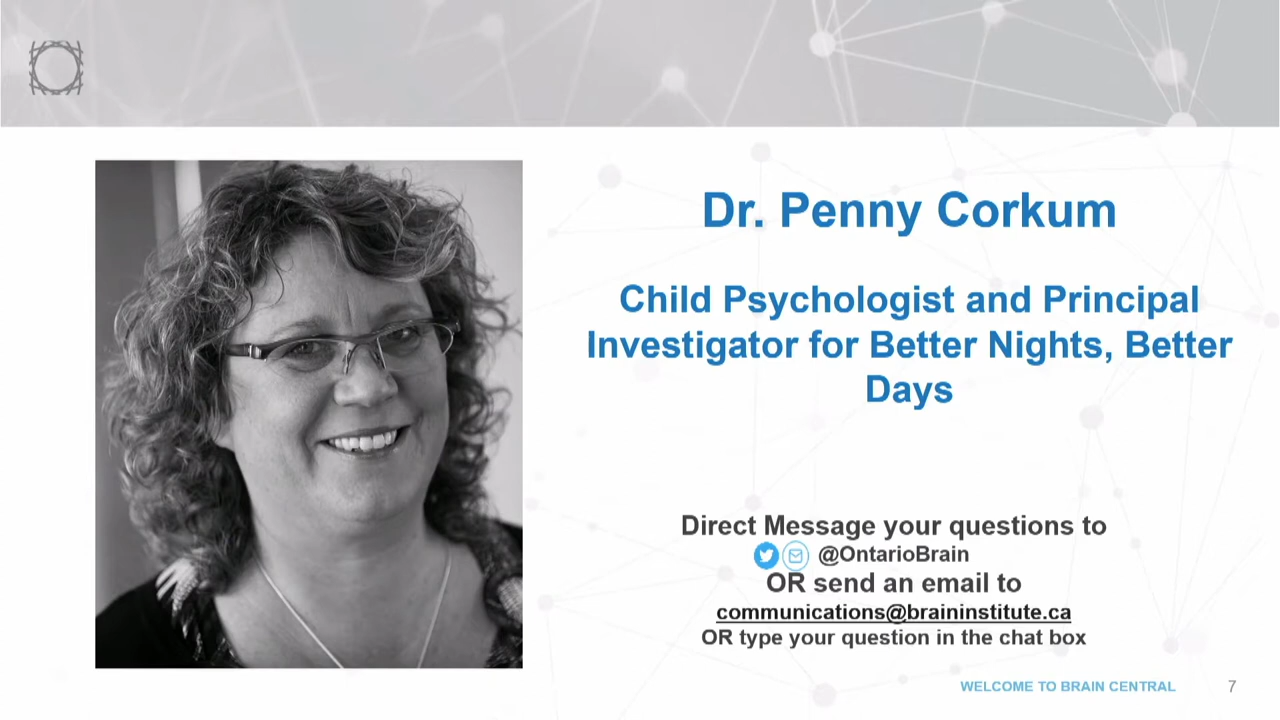 Dr. Penny Corkum
Child Psychologist and Principal
Investigator for Better Nights, Better
Days
Direct Message your questions to
@OntarioBrain
OR send an email to
communications@braininstitute.ca
OR type your question in the chat box
WELCOME TO BRAIN CENTRAL 7